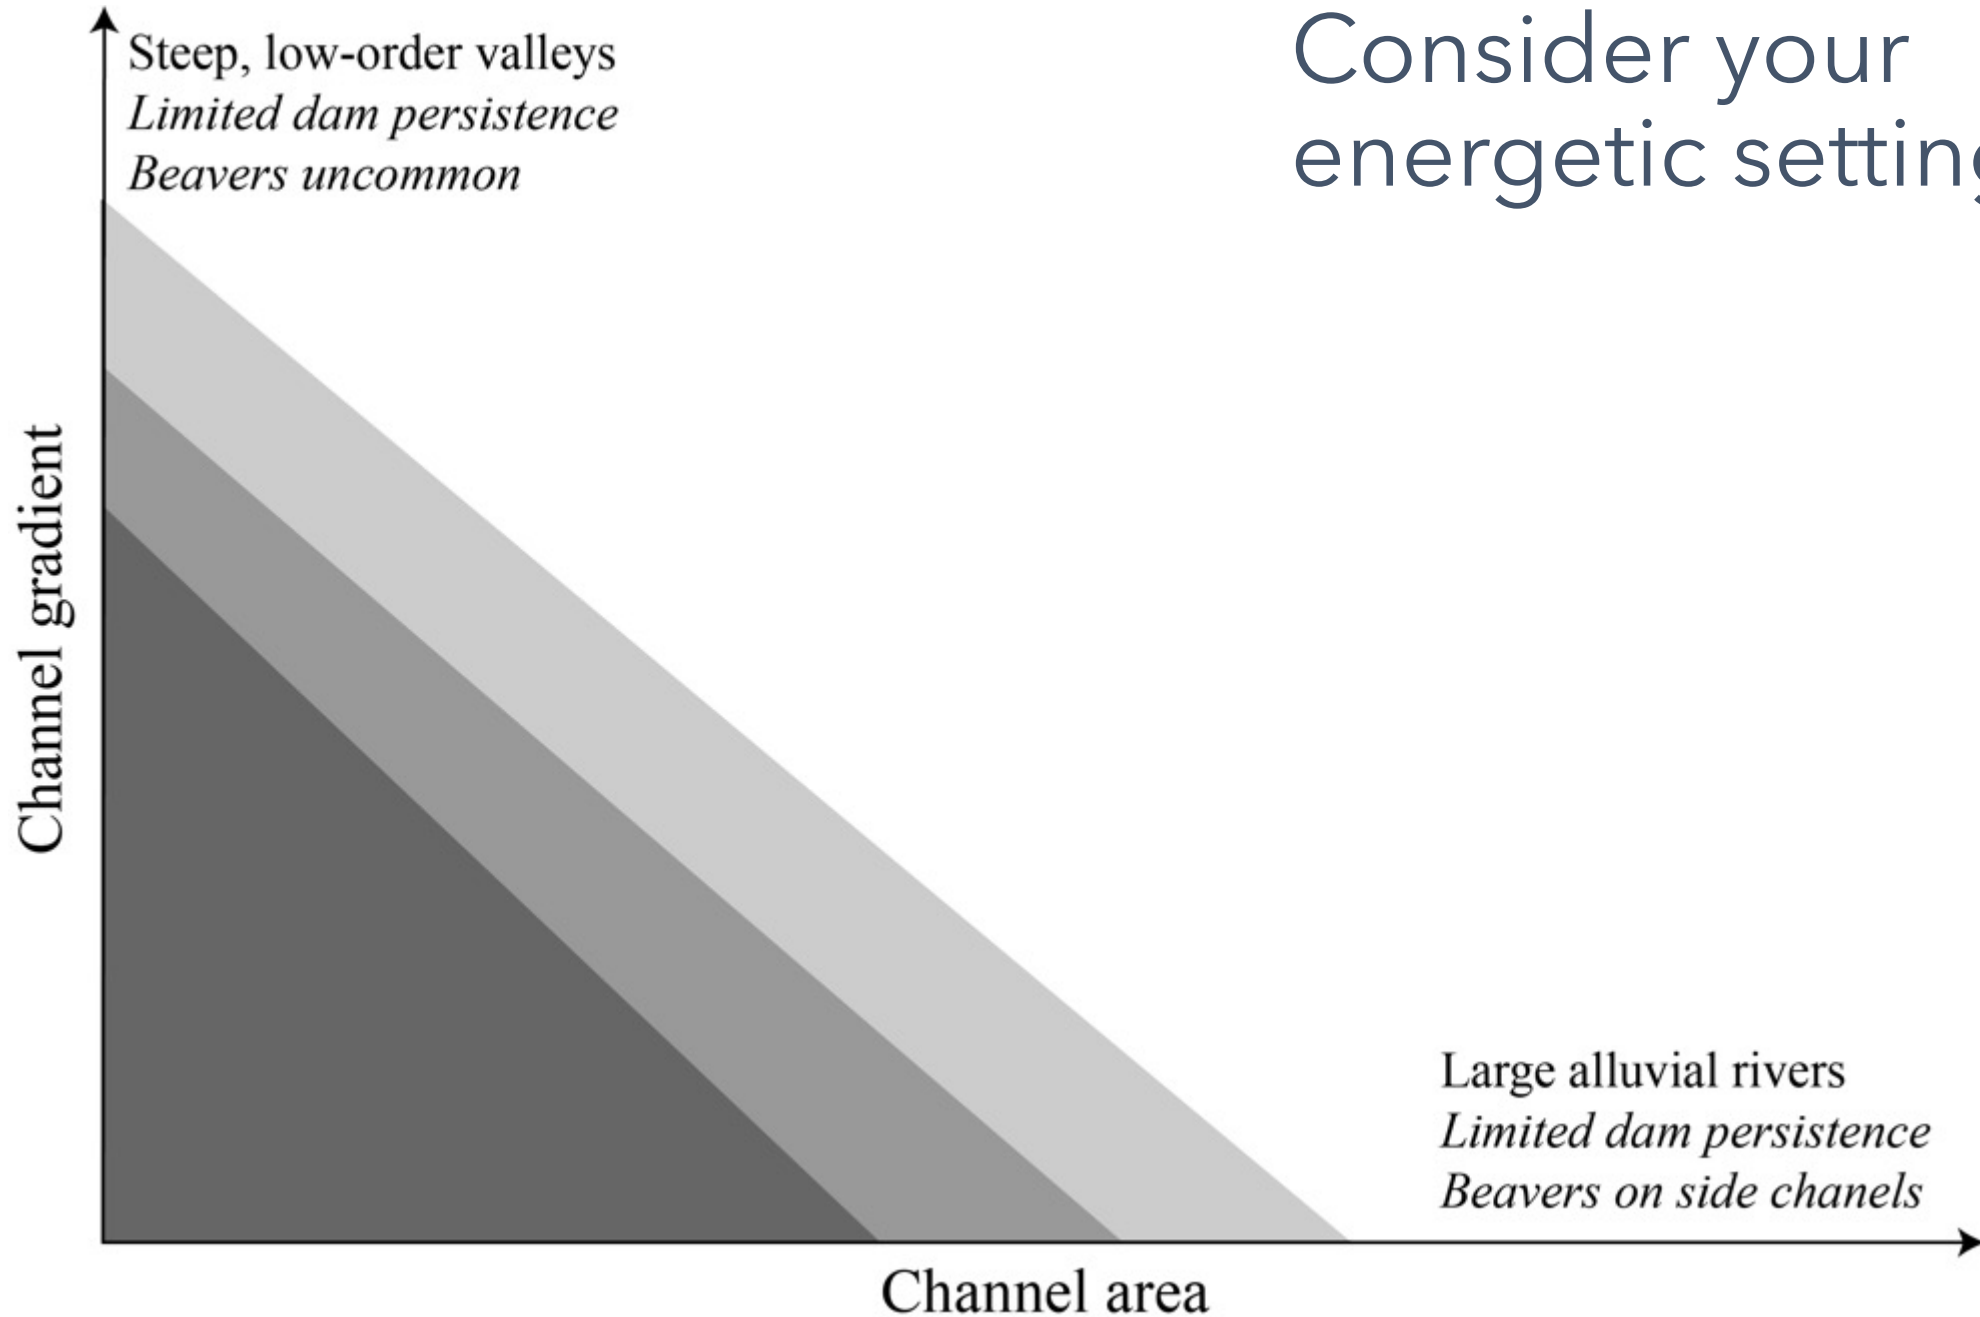 Steep, low-order valleys
Limited dam persistence
Beavers uncommon
Consider your
energetic setting
Channel gradient
Large alluvial rivers
Limited dam persistence
Beavers on side chanels
Channel area